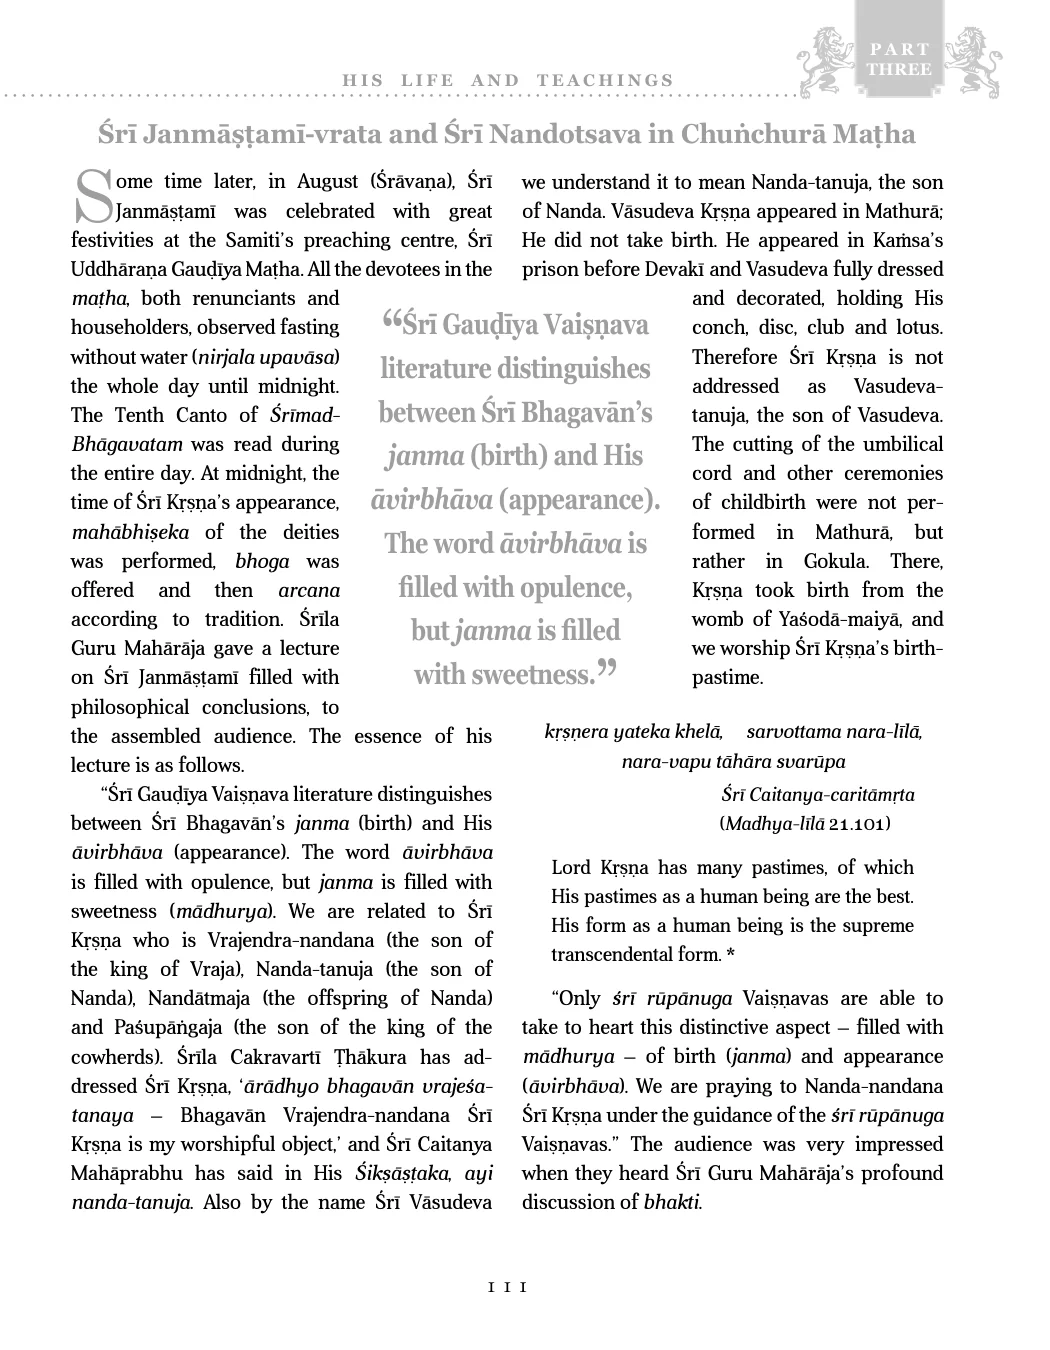 PART
THREE
HIS LIFE AND TEACHINGS
Śrī Janmāṣṭamī-vrata and Śrī Nandotsava in Chuṅchurā Maṭha
Some time later, in August (Śrāvaṇa), Śrī
Janmāṣṭamī was celebrated with great
festivities at the Samiti’s preaching centre, Śrī
Uddhāraṇa Gauḍīya Maṭha. All the devotees in the
maṭha, both renunciants and
householders, observed fasting
without water (nirjala upavāsa)
the whole day until midnight.
The Tenth Canto of Śrīmad-
Bhāgavatam was read during
the entire day. At midnight, the
time of Śrī Kṛṣṇa’s appearance,
mahābhiṣeka of the deities
was performed, bhoga was
offered and then arcana
according to tradition. Śrīla
Guru Mahārāja gave a lecture
on Śrī Janmāṣṭamī filled with
philosophical conclusions, to
the assembled audience. The essence of his
lecture is as follows.
“Śrī Gauḍīya Vaiṣṇava literature distinguishes
between Śrī Bhagavān’s janma (birth) and His
āvirbhāva (appearance). The word āvirbhāva
is filled with opulence, but janma is filled with
sweetness (mādhurya). We are related to Śrī
Kṛṣṇa who is Vrajendra-nandana (the son of
the king of Vraja), Nanda-tanuja (the son of
Nanda), Nandātmaja (the offspring of Nanda)
and Paśupāṅgaja (the son of the king of the
cowherds). Śrīla Cakravartī Ṭhākura has ad-
dressed Śrī Kṛṣṇa, ‘ārādhyo bhagavān vrajeśa-
tanaya – Bhagavān Vrajendra-nandana Śrī
Kṛṣṇa is my worshipful object,’ and Śrī Caitanya
Mahāprabhu has said in His Śikṣāṣṭaka, ayi
nanda-tanuja. Also by the name Śrī Vāsudeva
“Śrī Gauḍīya Vaiṣṇava
literature distinguishes
between Śrī Bhagavān’s
janma (birth) and His
āvirbhāva (appearance).
The word āvirbhāva is
filled with opulence,
but janma is filled
with sweetness.”
we understand it to mean Nanda-tanuja, the son
of Nanda. Vāsudeva Kṛṣṇa appeared in Mathurā;
He did not take birth. He appeared in Kaṁsa’s
prison before Devakī and Vasudeva fully dressed
and decorated, holding His
conch, disc, club and lotus.
Therefore Śrī Kṛṣṇa is not
addressed as Vasudeva-
tanuja, the son of Vasudeva.
The cutting of the umbilical
cord and other ceremonies
of childbirth were not per-
formed in Mathurā, but
rather in Gokula. There,
Kṛṣṇa took birth from the
womb of Yaśodā-maiyā, and
we worship Śrī Kṛṣṇa’s birth-
pastime.
kṛṣṇera yateka khelā, sarvottama nara-līlā,
nara-vapu tāhāra svarūpa
Śrī Caitanya-caritāmṛta
(Madhya-līlā 21.101)
Lord Kṛṣṇa has many pastimes, of which
His pastimes as a human being are the best.
His form as a human being is the supreme
transcendental form. *
“Only śrī rūpānuga Vaiṣṇavas are able to
take to heart this distinctive aspect – filled with
mādhurya – of birth (janma) and appearance
(āvirbhāva). We are praying to Nanda-nandana
Śrī Kṛṣṇa under the guidance of the śrī rūpānuga
Vaiṣṇavas.” The audience was very impressed
when they heard Śrī Guru Mahārāja’s profound
discussion of bhakti.
111